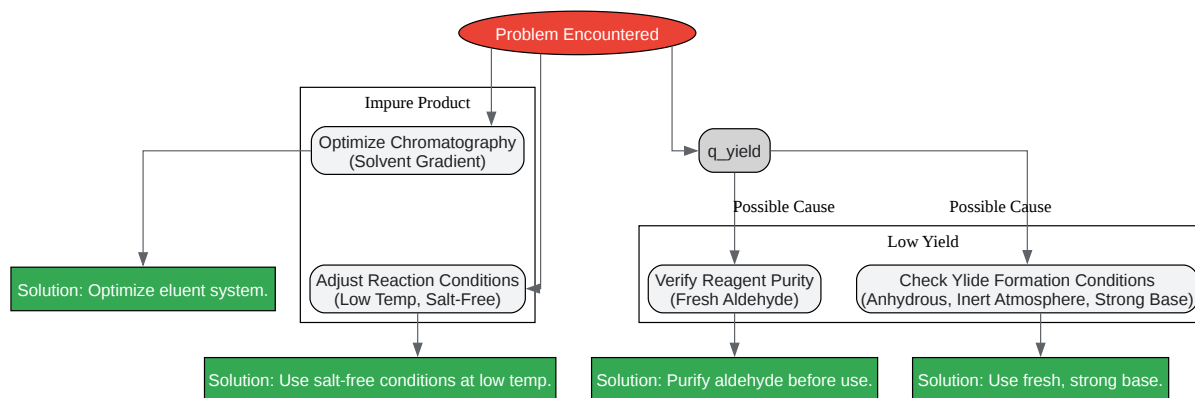 Problem Encountered
Impure Product
Optimize Chromatography
(Solvent Gradient)
q_yield
Possible Cause
Possible Cause
Low Yield
Solution: Optimize eluent system.
Adjust Reaction Conditions
(Low Temp, Salt-Free)
Verify Reagent Purity
(Fresh Aldehyde)
Check Ylide Formation Conditions
(Anhydrous, Inert Atmosphere, Strong Base)
Solution: Use salt-free conditions at low temp.
Solution: Purify aldehyde before use.
Solution: Use fresh, strong base.